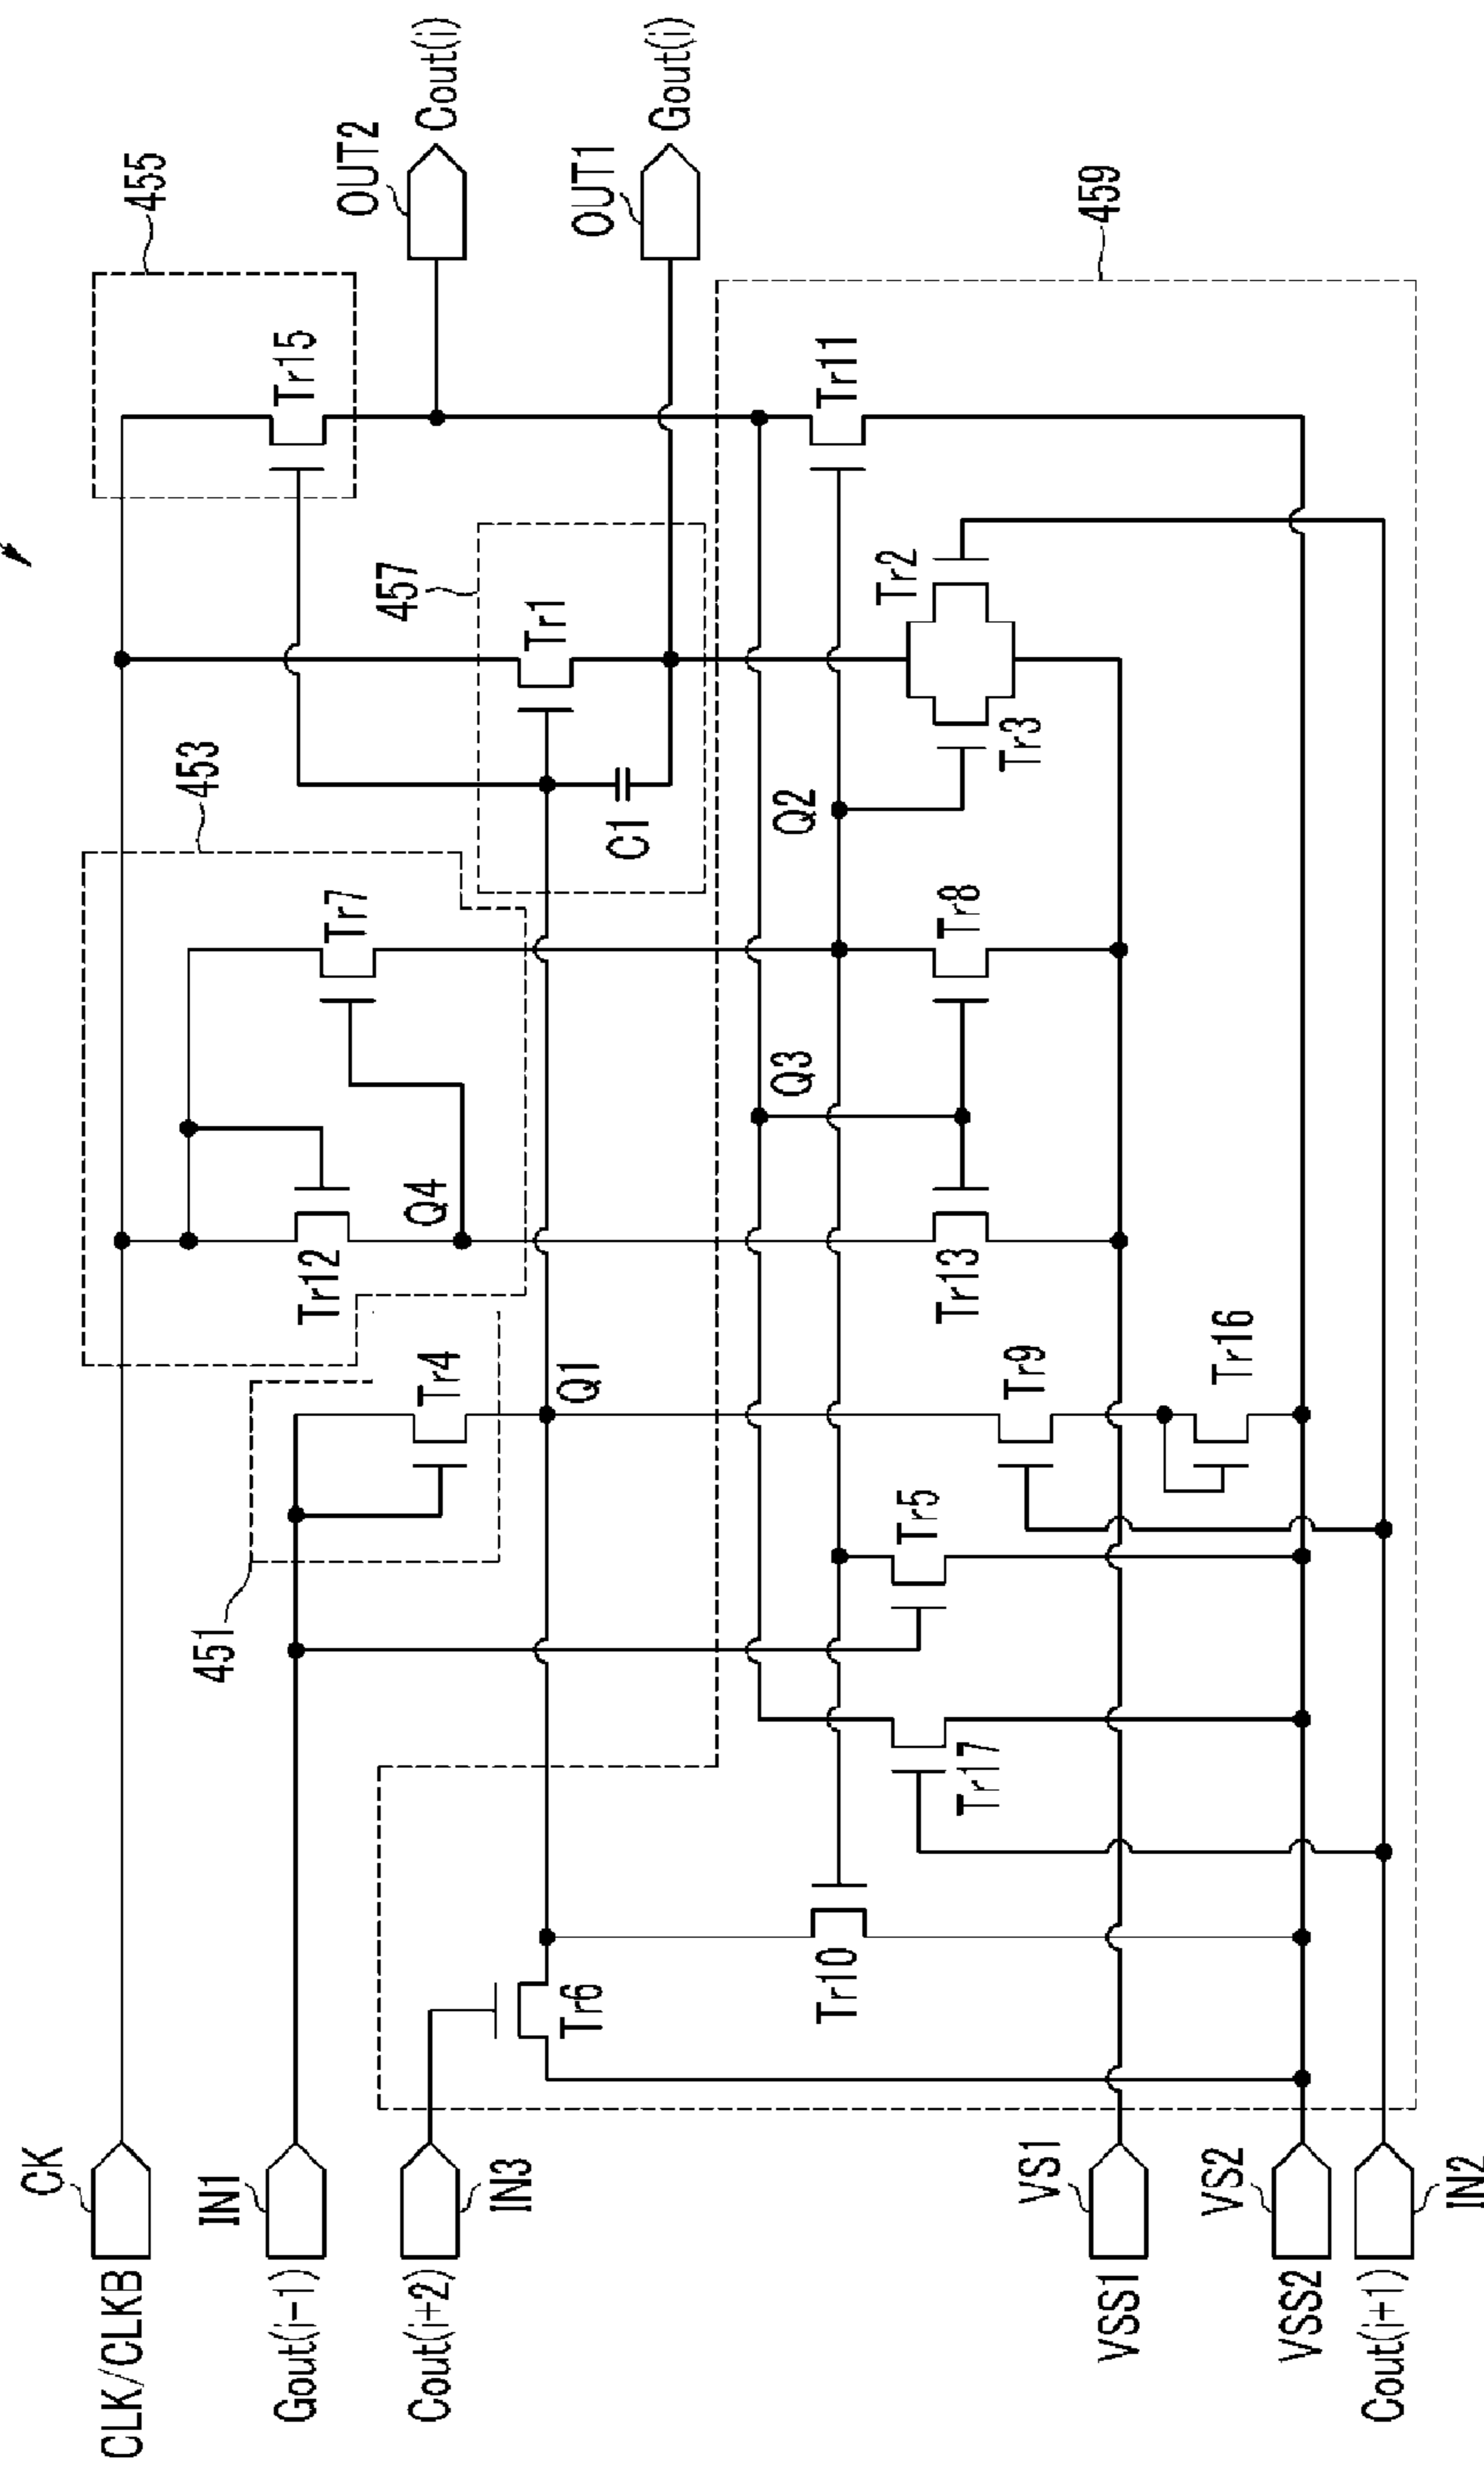 CLK/CLKB
CK
Gout(i-1)
IN1
Cout(i+2)
IN3
VSS1
VS1
VSS2
VS2
Cout(i+1)
IN2
451
453
455
457
459
Tr4
Tr12
Tr7
Tr15
Tr1
C1
Q1
Q2
Q3
Q4
Tr6
Tr10
Tr17
Tr5
Tr9
Tr16
Tr13
Tr8
Tr3
Tr2
Tr11
OUT2
Cout(i)
OUT1
Gout(i)